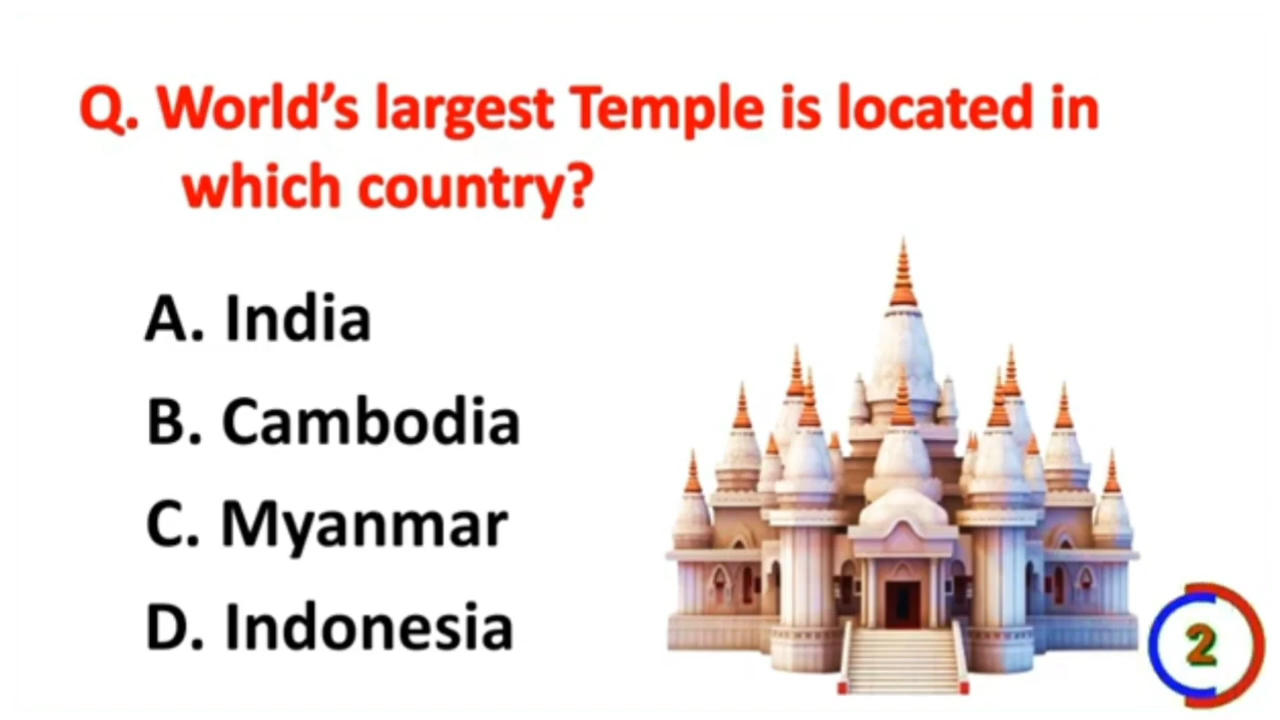 Q. World’s largest Temple is located in
which country?
A. India
B. Cambodia
C. Myanmar
D. Indonesia
2